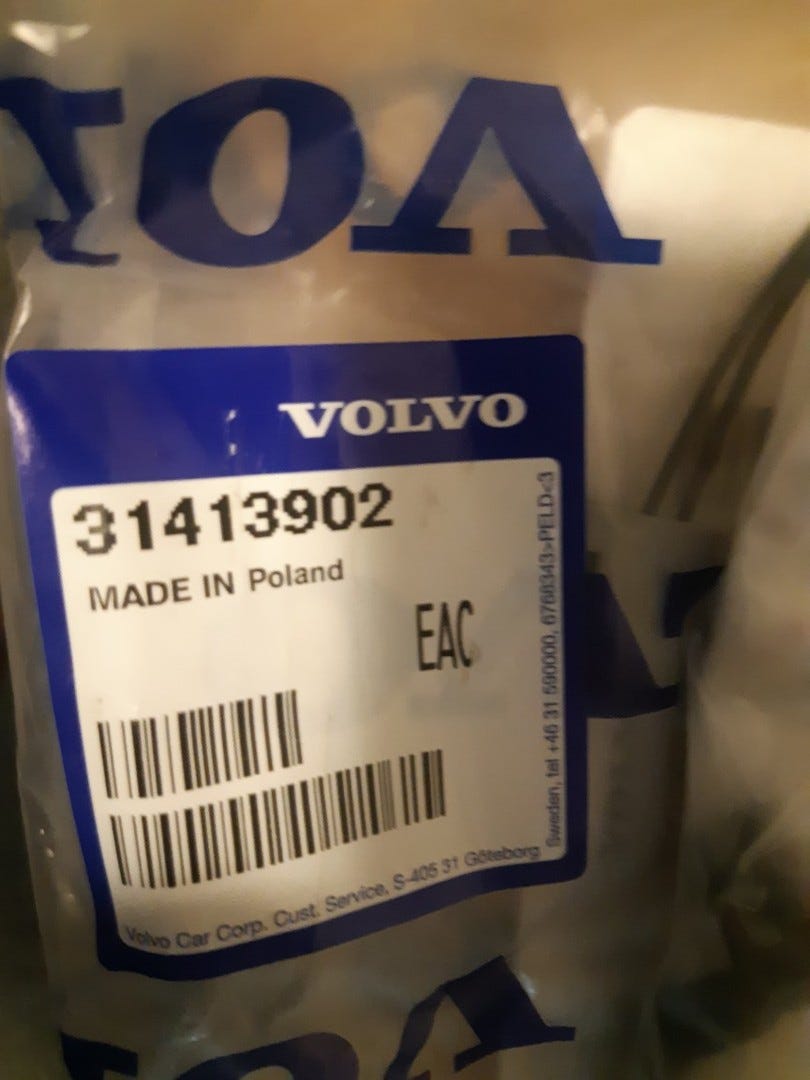 VOLVO
VOLVO
31413902
MADE IN Poland
EAC
Volvo Car Corp. Cust. Service, S-405 31 Göteborg
Sweden, tel +46 31 590000, 6768343>PELD<3